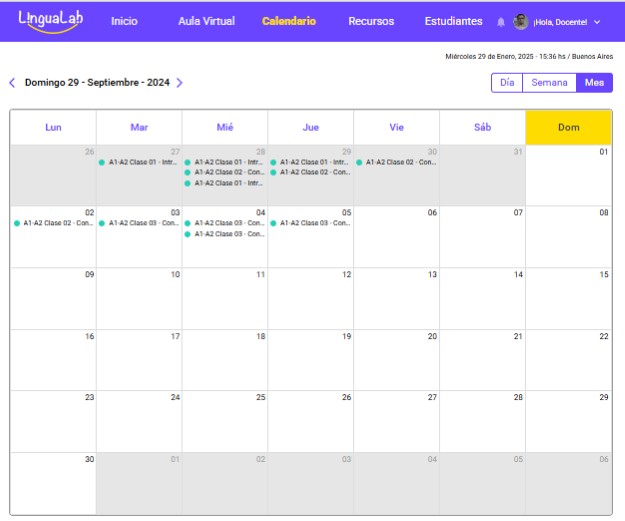 LinguaLab Inicio Aula Virtual Calendario Recursos Estudiantes ¡Hola, Docente!
Miércoles 29 de Enero, 2025 - 15:36 hs / Buenos Aires
Domingo 29 - Septiembre - 2024 Día Semana Mes
Lun Mar Mié Jue Vie Sáb Dom
26 27 28 29 30 31 01
A1-A2 Clase 01 - Intr... A1-A2 Clase 01 - Intr... A1-A2 Clase 01 - Intr... A1-A2 Clase 02 - Con...
A1-A2 Clase 02 - Con... A1-A2 Clase 02 - Con...
A1-A2 Clase 01 - Intr...
02 03 04 05 06 07 08
A1-A2 Clase 02 - Con... A1-A2 Clase 03 - Con... A1-A2 Clase 03 - Con... A1-A2 Clase 03 - Con...
A1-A2 Clase 03 - Con...
09 10 11 12 13 14 15
16 17 18 19 20 21 22
23 24 25 26 27 28 29
30 01 02 03 04 05 06